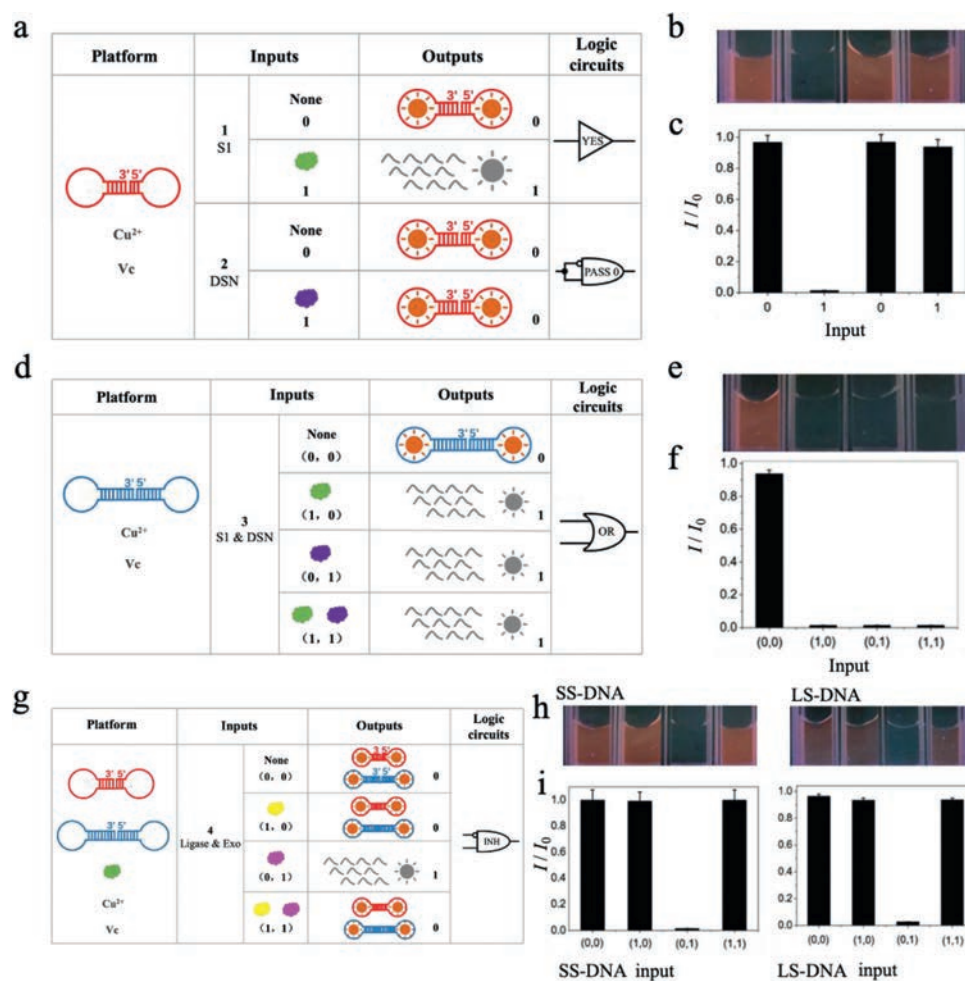 a
Platform Inputs Outputs Logic circuits
3' 5'
Cu²⁺
Vc
1
S1
None
0
3' 5'
0
1
1
YES
2
DSN
None
0
3' 5'
0
1
3' 5'
0
PASS 0
b
c
I / I₀
1.0
0.8
0.6
0.4
0.2
0.0
0 1 0 1
Input
d
Platform Inputs Outputs Logic circuits
3' 5'
Cu²⁺
Vc
3
S1 & DSN
None
(0, 0)
3' 5'
0
(1, 0)
1
(0, 1)
1
(1, 1)
1
OR
e
f
I / I₀
1.0
0.8
0.6
0.4
0.2
0.0
(0,0) (1,0) (0,1) (1,1)
Input
g
Platform Inputs Outputs Logic circuits
3' 5'
3' 5'
Cu²⁺
Vc
4
Ligase & Exo
None
(0, 0)
3' 5'
3' 5'
0
(1, 0)
0
(0, 1)
1
(1, 1)
0
INH
SS-DNA LS-DNA
h
i
I / I₀
1.0
0.8
0.6
0.4
0.2
0.0
(0,0) (1,0) (0,1) (1,1)
SS-DNA input
1.0
0.8
0.6
0.4
0.2
0.0
(0,0) (1,0) (0,1) (1,1)
LS-DNA input